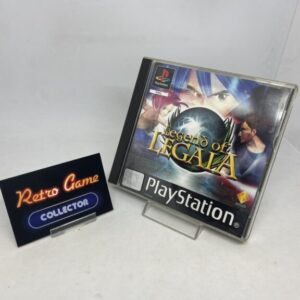 Retro Game
COLLECTOR
Legend of
LEGAIA
PlayStation